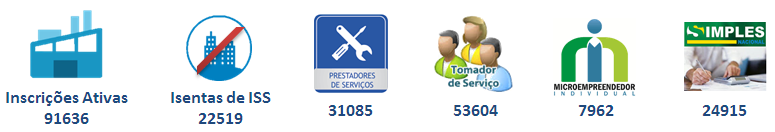 Inscrições Ativas
91636
Isentas de ISS
22519
PRESTADORES
DE SERVIÇOS
31085
Tomador
de Serviço
53604
MICROEMPREENDEDOR
INDIVIDUAL
7962
SIMPLES
NACIONAL
24915